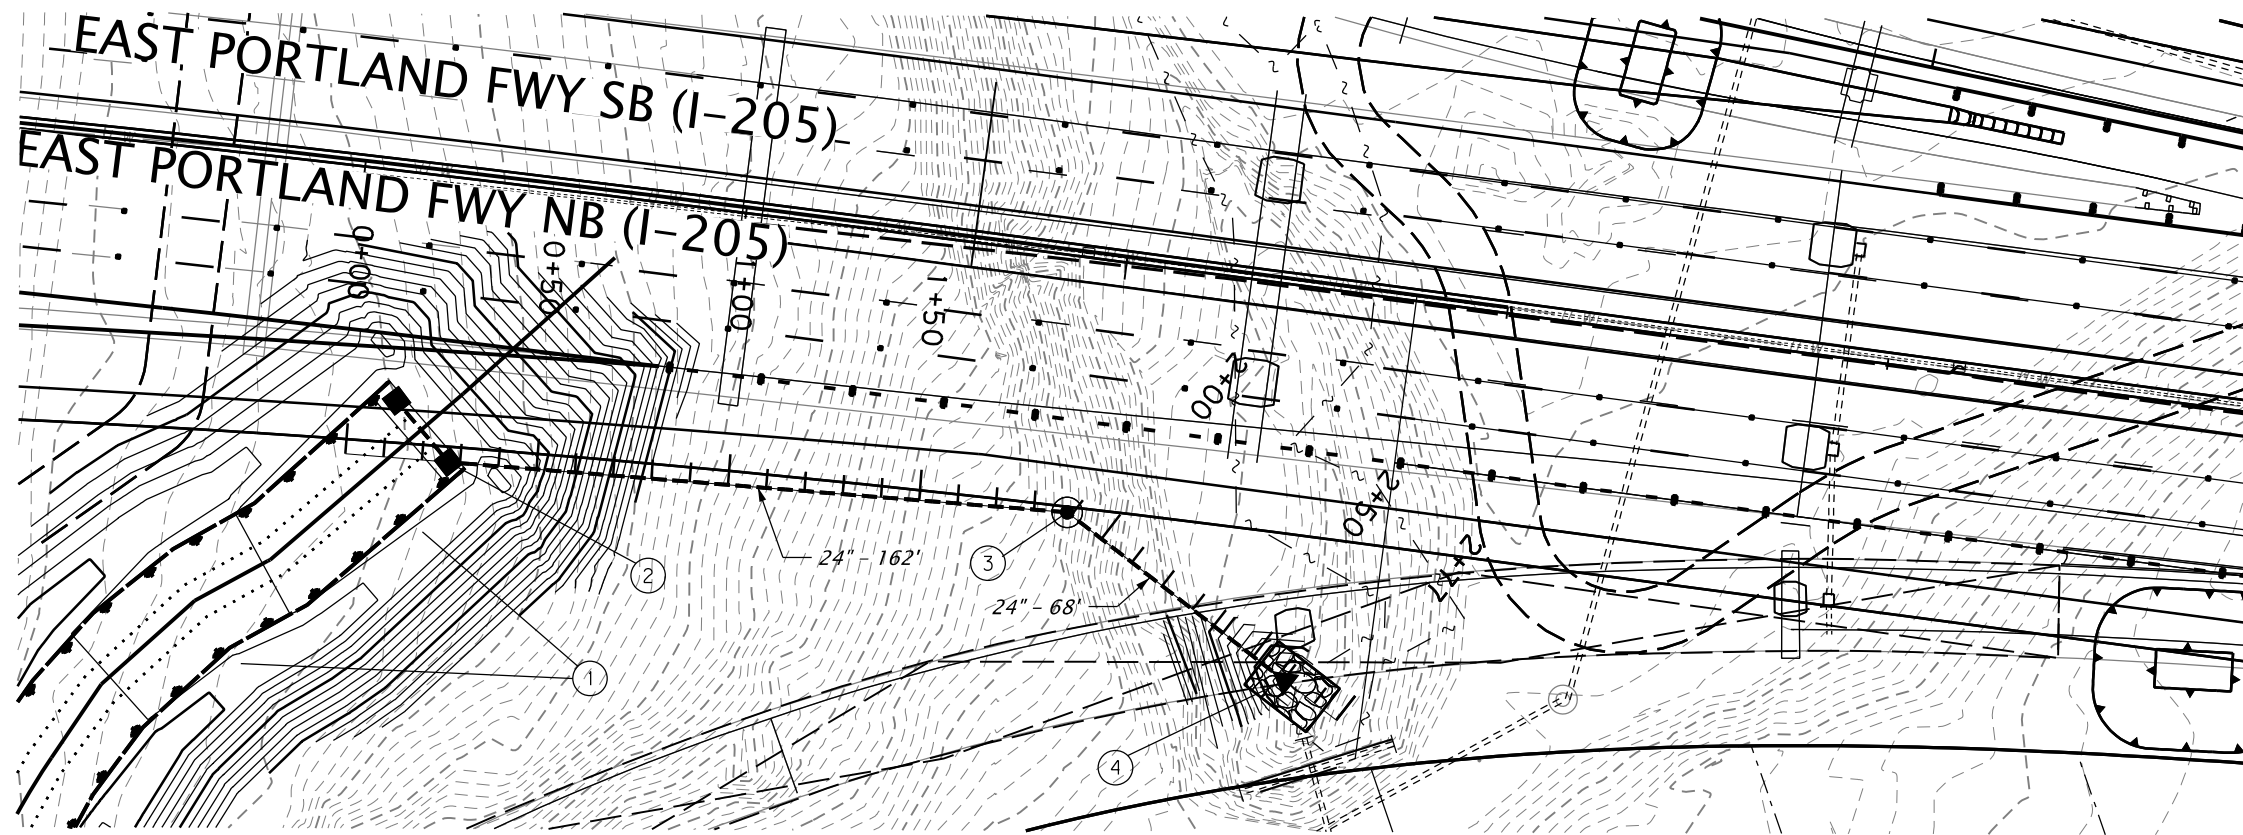 EAST PORTLAND FWY SB (I-205)
EAST PORTLAND FWY NB (I-205)
0+00
0+50
1+00
1+50
2+00
2+50
24" - 162'
24" - 68'
3
2
1
4